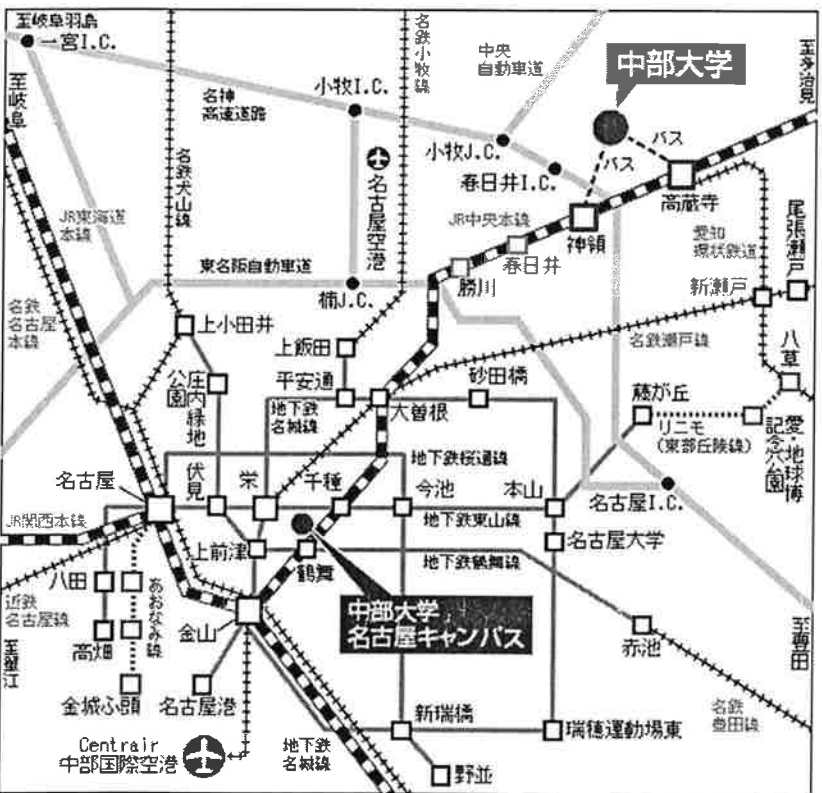 至岐阜羽島
一宮I.C.
至岐阜
名神
高速道路
小牧I.C.
名鉄小牧線
中央
自動車道
中部大学
至多治見
バス
バス
小牧J.C.
春日井I.C.
高蔵寺
神領
JR中央本線
春日井
勝川
愛知
環状鉄道
尾張瀬戸
新瀬戸
名鉄瀬戸線
八草
名鉄犬山線
JR東海道
本線
名古屋空港
東名阪自動車道
楠J.C.
名鉄
名古屋
本線
上小田井
上飯田
庄内緑地
公園
平安通
地下鉄
名城線
大曽根
砂田橋
藤が丘
リニモ
(東部丘陵線)
愛・地球博
記念公園
地下鉄桜通線
名古屋
伏見
栄
千種
今池
本山
名古屋I.C.
JR関西本線
地下鉄東山線
上前津
鶴舞
地下鉄鶴舞線
名古屋大学
八田
あおなみ線
近鉄
名古屋線
至蟹江
高畑
金山
中部大学
名古屋キャンパス
赤池
至豊田
金城ふ頭
名古屋港
新瑞橋
瑞穂運動場東
名鉄
豊田線
Centrair
中部国際空港
地下鉄
名城線
野並